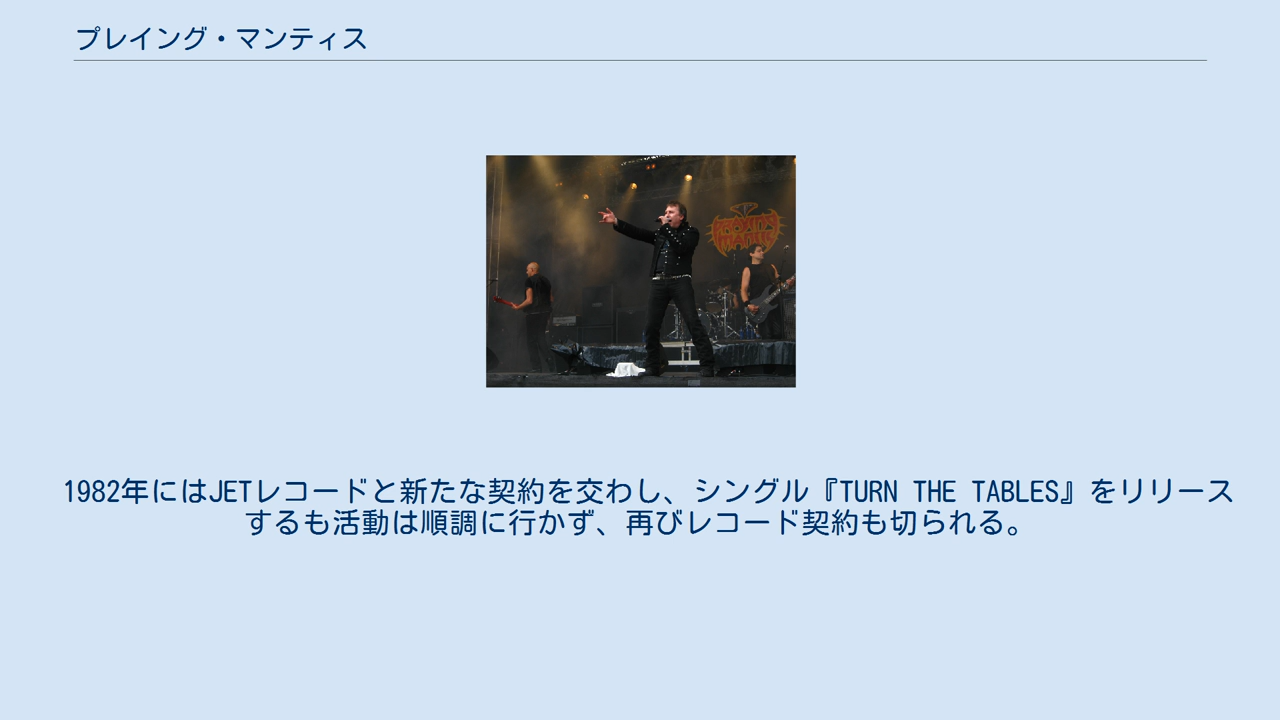 プレイング・マンティス
PRAYING
MANTIS
1982年にはJETレコードと新たな契約を交わし、シングル『TURN THE TABLES』をリリース
するも活動は順調に行かず、再びレコード契約も切られる。